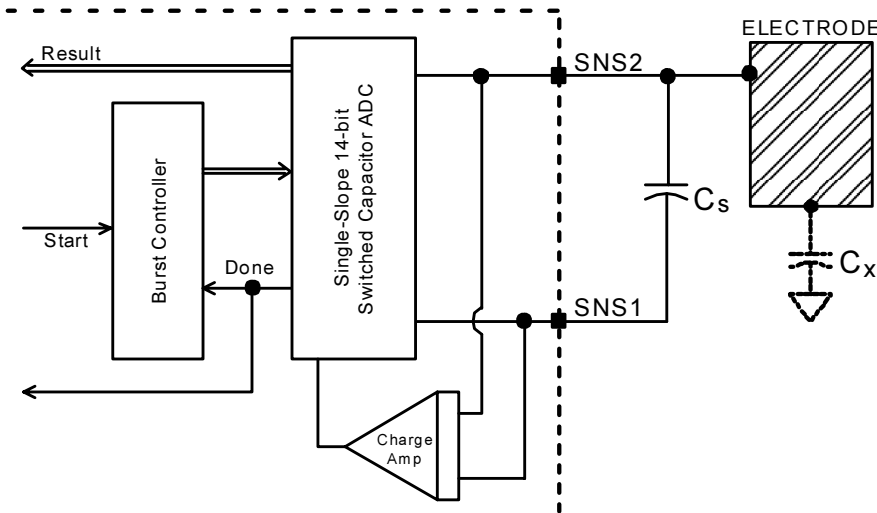 ELECTRODE
Result
SNS2
Single-Slope 14-bit
Switched Capacitor ADC
Burst Controller
Start
Done
Cs
Cx
SNS1
Charge
Amp